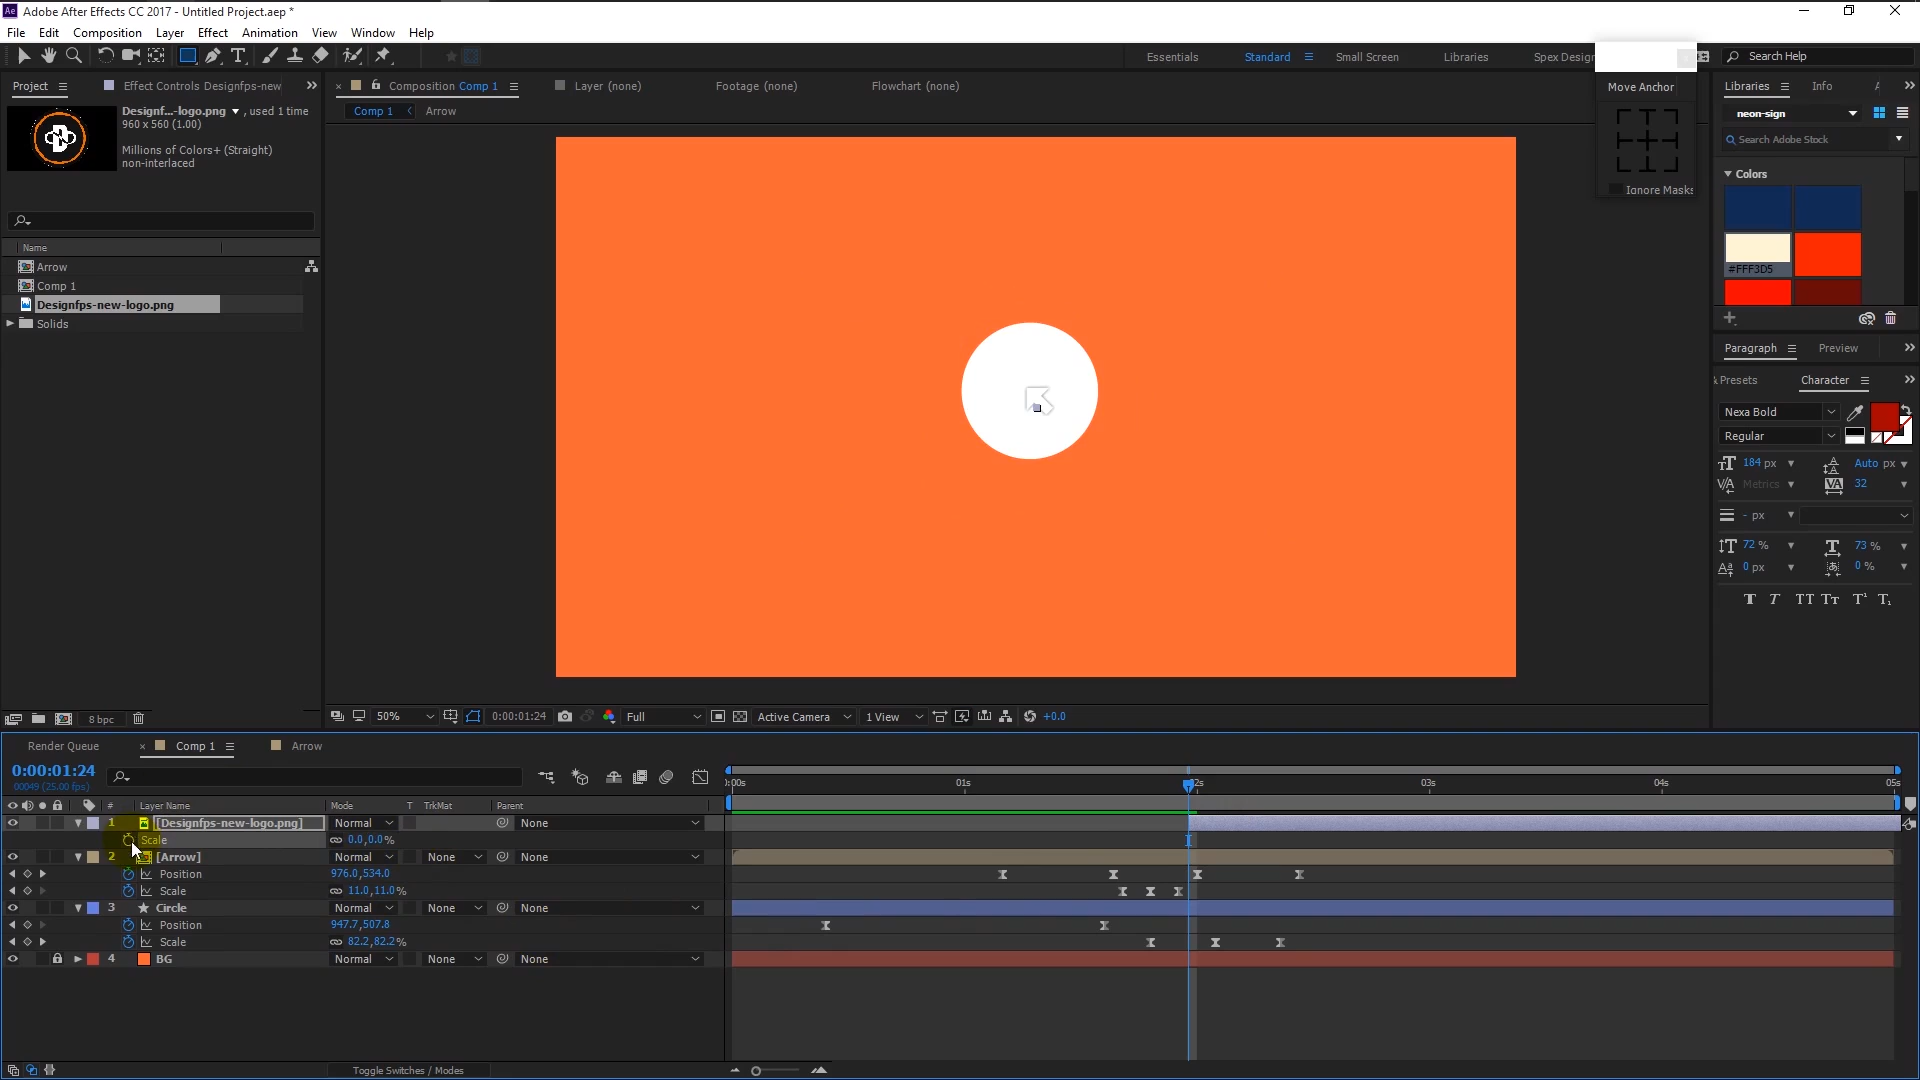 Adobe After Effects CC 2017 - Untitled Project.aep *
File Edit Composition Layer Effect Animation View Window Help
Essentials Standard Small Screen Libraries Spex Design Search Help
Project Effect Controls Designfps-new
Composition Comp 1 Layer (none) Footage (none) Flowchart (none)
Move Anchor
Libraries Info
Comp 1 Arrow
Designf...-logo.png , used 1 time
960 x 560 (1.00)
Millions of Colors+ (Straight)
non-interlaced
neon-sign
Search Adobe Stock
Colors
Ignore Masks
#FFF3D5
Name
Arrow
Comp 1
Designfps-new-logo.png
Solids
Paragraph Preview
& Presets Character
Nexa Bold
Regular
184 px Auto px
Metrics 32
- px
72 % 73 %
0 px 0 %
T T TT Tт T¹ T₁
8 bpc
50% 0:00:01:24 Full Active Camera 1 View +0.0
Render Queue Comp 1 Arrow
0:00:01:24
00049 (25.00 fps)
:00s 01s 02s 03s 04s 05s
# Layer Name Mode T TrkMat Parent
1 [Designfps-new-logo.png] Normal None
Scale 0.0,0.0%
2 [Arrow] Normal None None
Position 976.0,534.0
Scale 11.0,11.0%
3 Circle Normal None None
Position 947.7,507.8
Scale 82.2,82.2%
4 BG Normal None None
Toggle Switches / Modes